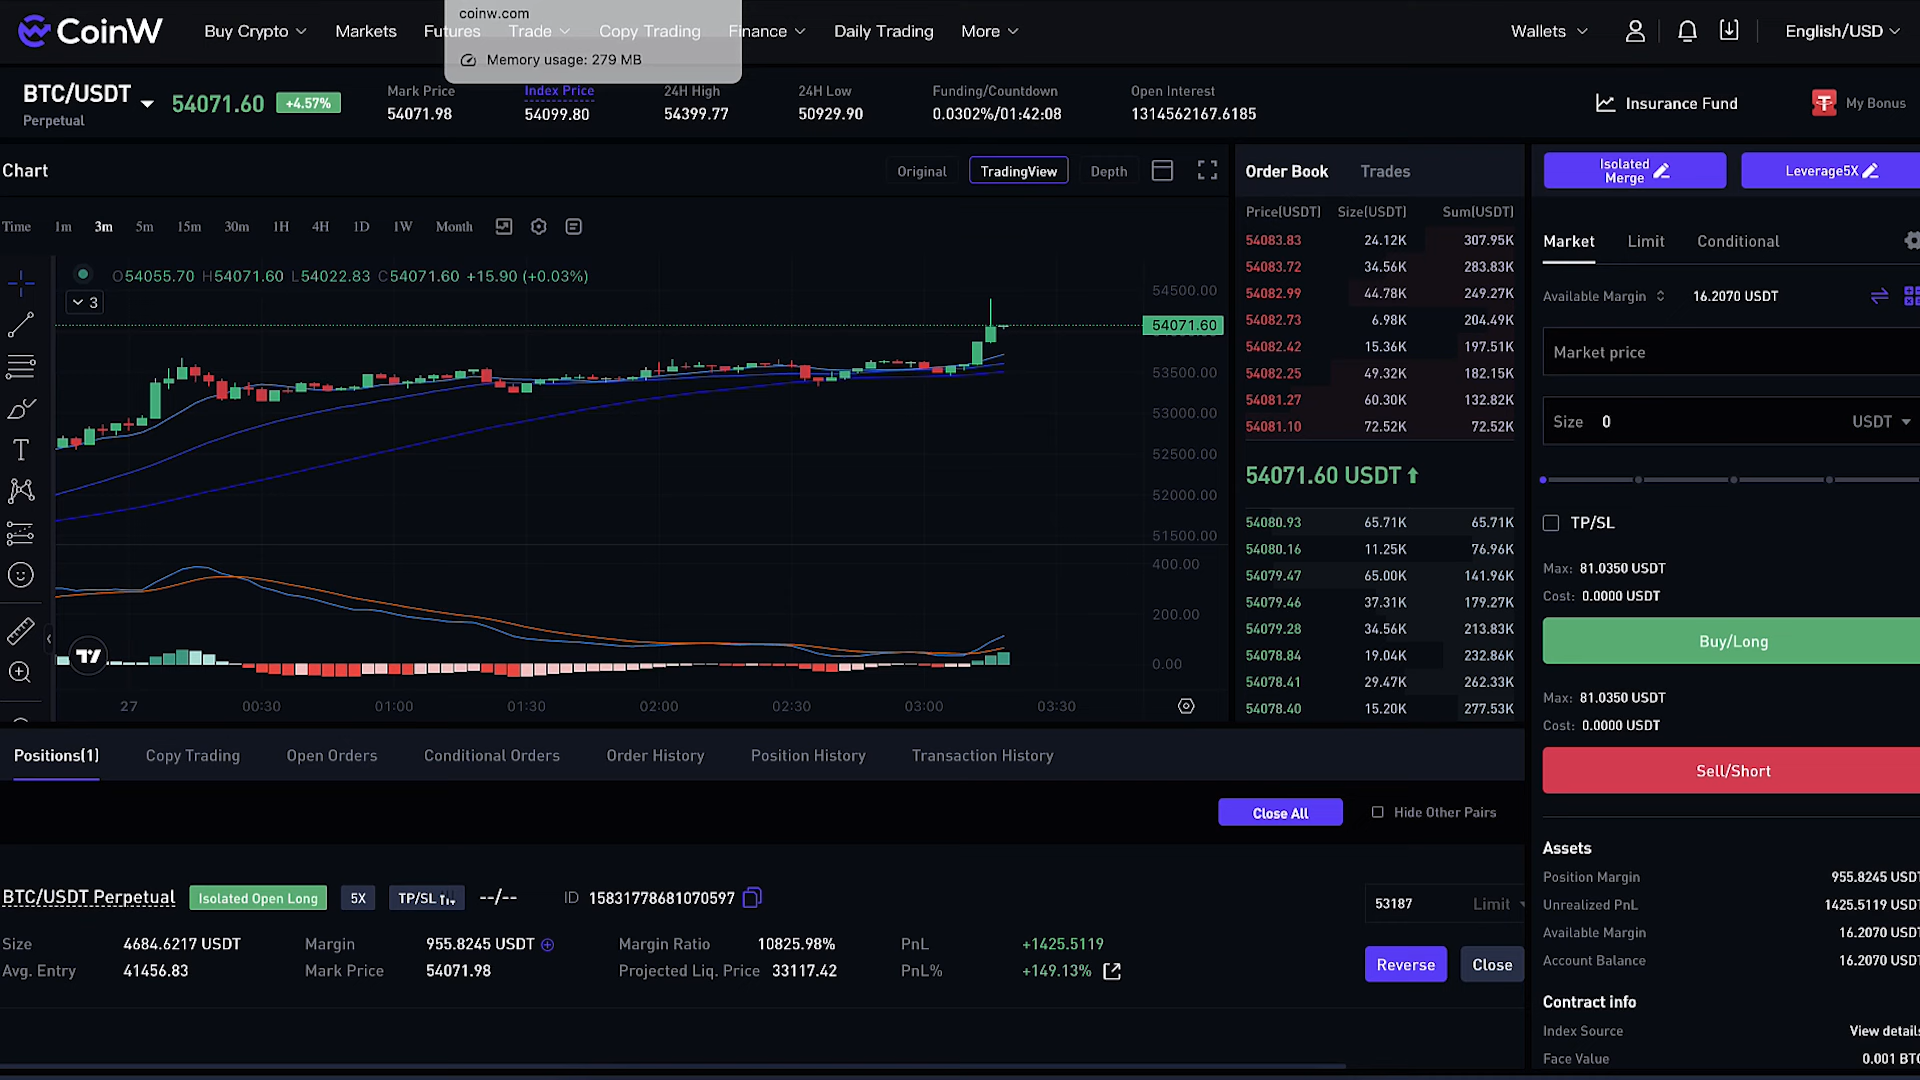 CoinW
Buy Crypto
Markets
Futures
Trade
Copy Trading
Finance
Daily Trading
More
Wallets
English/USD
coinw.com
Memory usage: 279 MB
BTC/USDT
Perpetual
54071.60
+4.57%
Mark Price
54071.98
Index Price
54099.80
24H High
54399.77
24H Low
50929.90
Funding/Countdown
0.0302%/01:42:08
Open Interest
1314562167.6185
Insurance Fund
My Bonus
Chart
Original
TradingView
Depth
Time 1m 3m 5m 15m 30m 1H 4H 1D 1W Month
O54055.70 H54071.60 L54022.83 C54071.60 +15.90 (+0.03%)
3
54500.00
54071.60
53500.00
53000.00
52500.00
52000.00
51500.00
400.00
200.00
0.00
27 00:30 01:00 01:30 02:00 02:30 03:00 03:30
Order Book Trades
Price(USDT) Size(USDT) Sum(USDT)
54083.83 24.12K 307.95K
54083.72 34.56K 283.83K
54082.99 44.78K 249.27K
54082.73 6.98K 204.49K
54082.42 15.36K 197.51K
54082.25 49.32K 182.15K
54081.27 60.30K 132.82K
54081.10 72.52K 72.52K
54071.60 USDT
54080.93 65.71K 65.71K
54080.16 11.25K 76.96K
54079.47 65.00K 141.96K
54079.46 37.31K 179.27K
54079.28 34.56K 213.83K
54078.84 19.04K 232.86K
54078.41 29.47K 262.33K
54078.40 15.20K 277.53K
Isolated
Merge
Leverage5X
Market Limit Conditional
Available Margin 16.2070 USDT
Market price
Size 0 USDT
TP/SL
Max: 81.0350 USDT
Cost: 0.0000 USDT
Buy/Long
Max: 81.0350 USDT
Cost: 0.0000 USDT
Sell/Short
Assets
Position Margin 955.8245 USDT
Unrealized PnL 1425.5119 USDT
Available Margin 16.2070 USDT
Account Balance 16.2070 USDT
Contract info
Index Source View details
Face Value 0.001 BTC
Positions(1) Copy Trading Open Orders Conditional Orders Order History Position History Transaction History
Close All
Hide Other Pairs
BTC/USDT Perpetual Isolated Open Long 5X TP/SL --/-- ID 15831778681070597
53187 Limit
Size 4684.6217 USDT Margin 955.8245 USDT Margin Ratio 10825.98% PnL +1425.5119
Avg. Entry 41456.83 Mark Price 54071.98 Projected Liq. Price 33117.42 PnL% +149.13%
Reverse Close